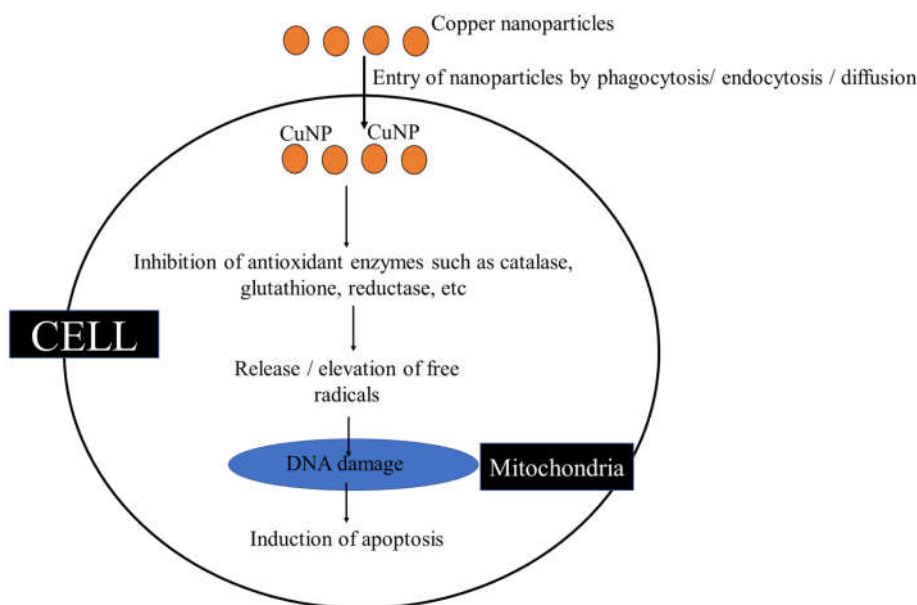 Copper nanoparticles
Entry of nanoparticles by phagocytosis/ endocytosis / diffusion
CuNP CuNP
Inhibition of antioxidant enzymes such as catalase,
glutathione, reductase, etc
CELL
Release / elevation of free
radicals
DNA damage
Mitochondria
Induction of apoptosis